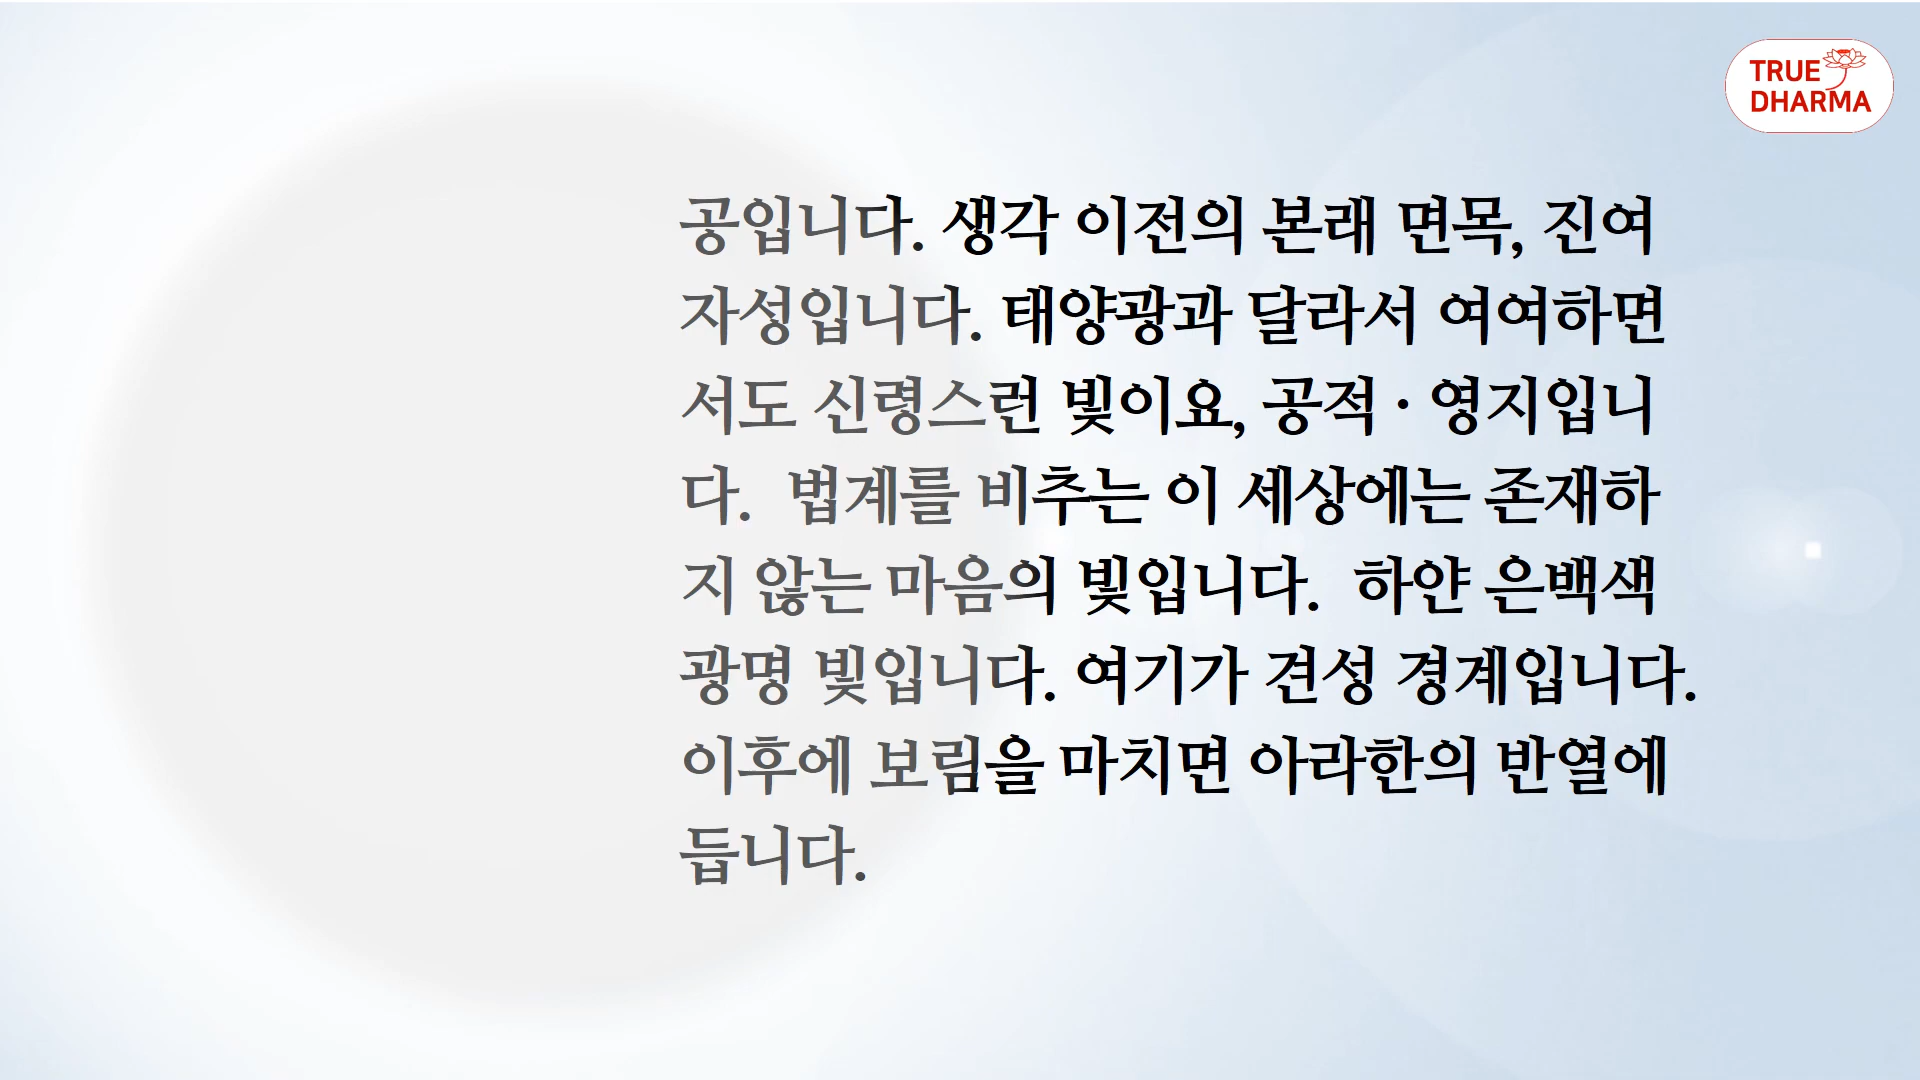 TRUE
DHARMA
공입니다. 생각 이전의 본래 면목, 진여
자성입니다. 태양광과 달라서 여여하면
서도 신령스런 빛이요, 공적 · 영지입니
다. 법계를 비추는 이 세상에는 존재하
지 않는 마음의 빛입니다. 하얀 은백색
광명 빛입니다. 여기가 견성 경계입니다.
이후에 보림을 마치면 아라한의 반열에
듭니다.